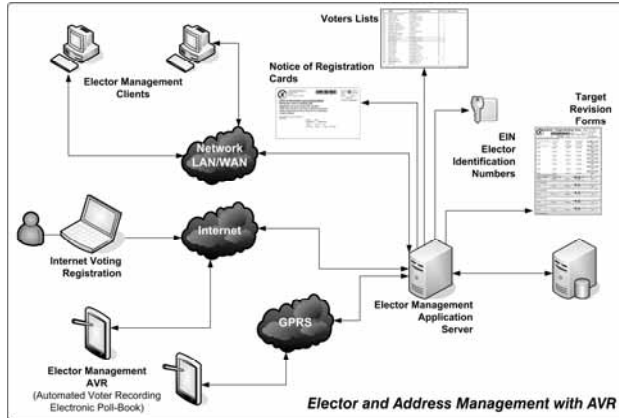 Voters Lists
Notice of Registration
Cards
Elector Management
Clients
Target
Revision
Forms
EIN
Elector
Identification
Numbers
Network
LAN/WAN
Internet
Internet Voting
Registration
Elector Management
Application
Server
GPRS
Elector Management
AVR
(Automated Voter Recording
Electronic Poll-Book)
Elector and Address Management with AVR